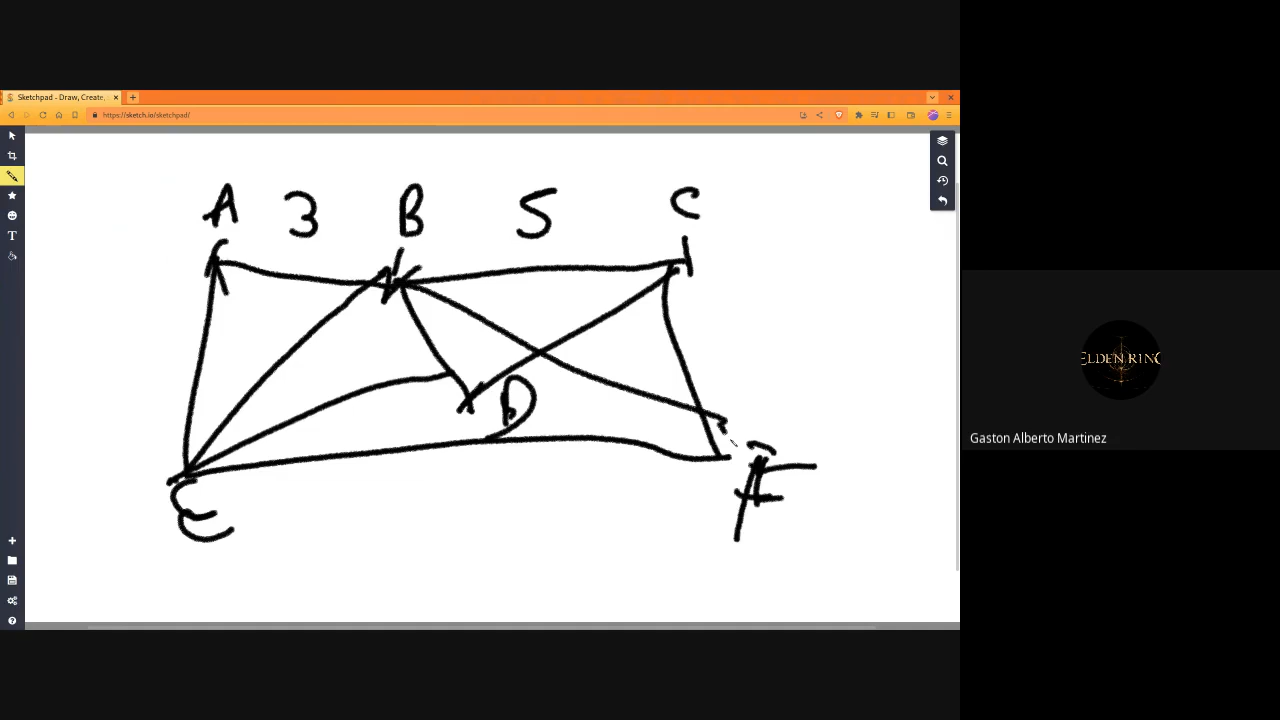 Sketchpad - Draw, Create,
https://sketch.io/sketchpad/
A 3 B 5 C
D
E F
ELDEN RING
Gaston Alberto Martinez